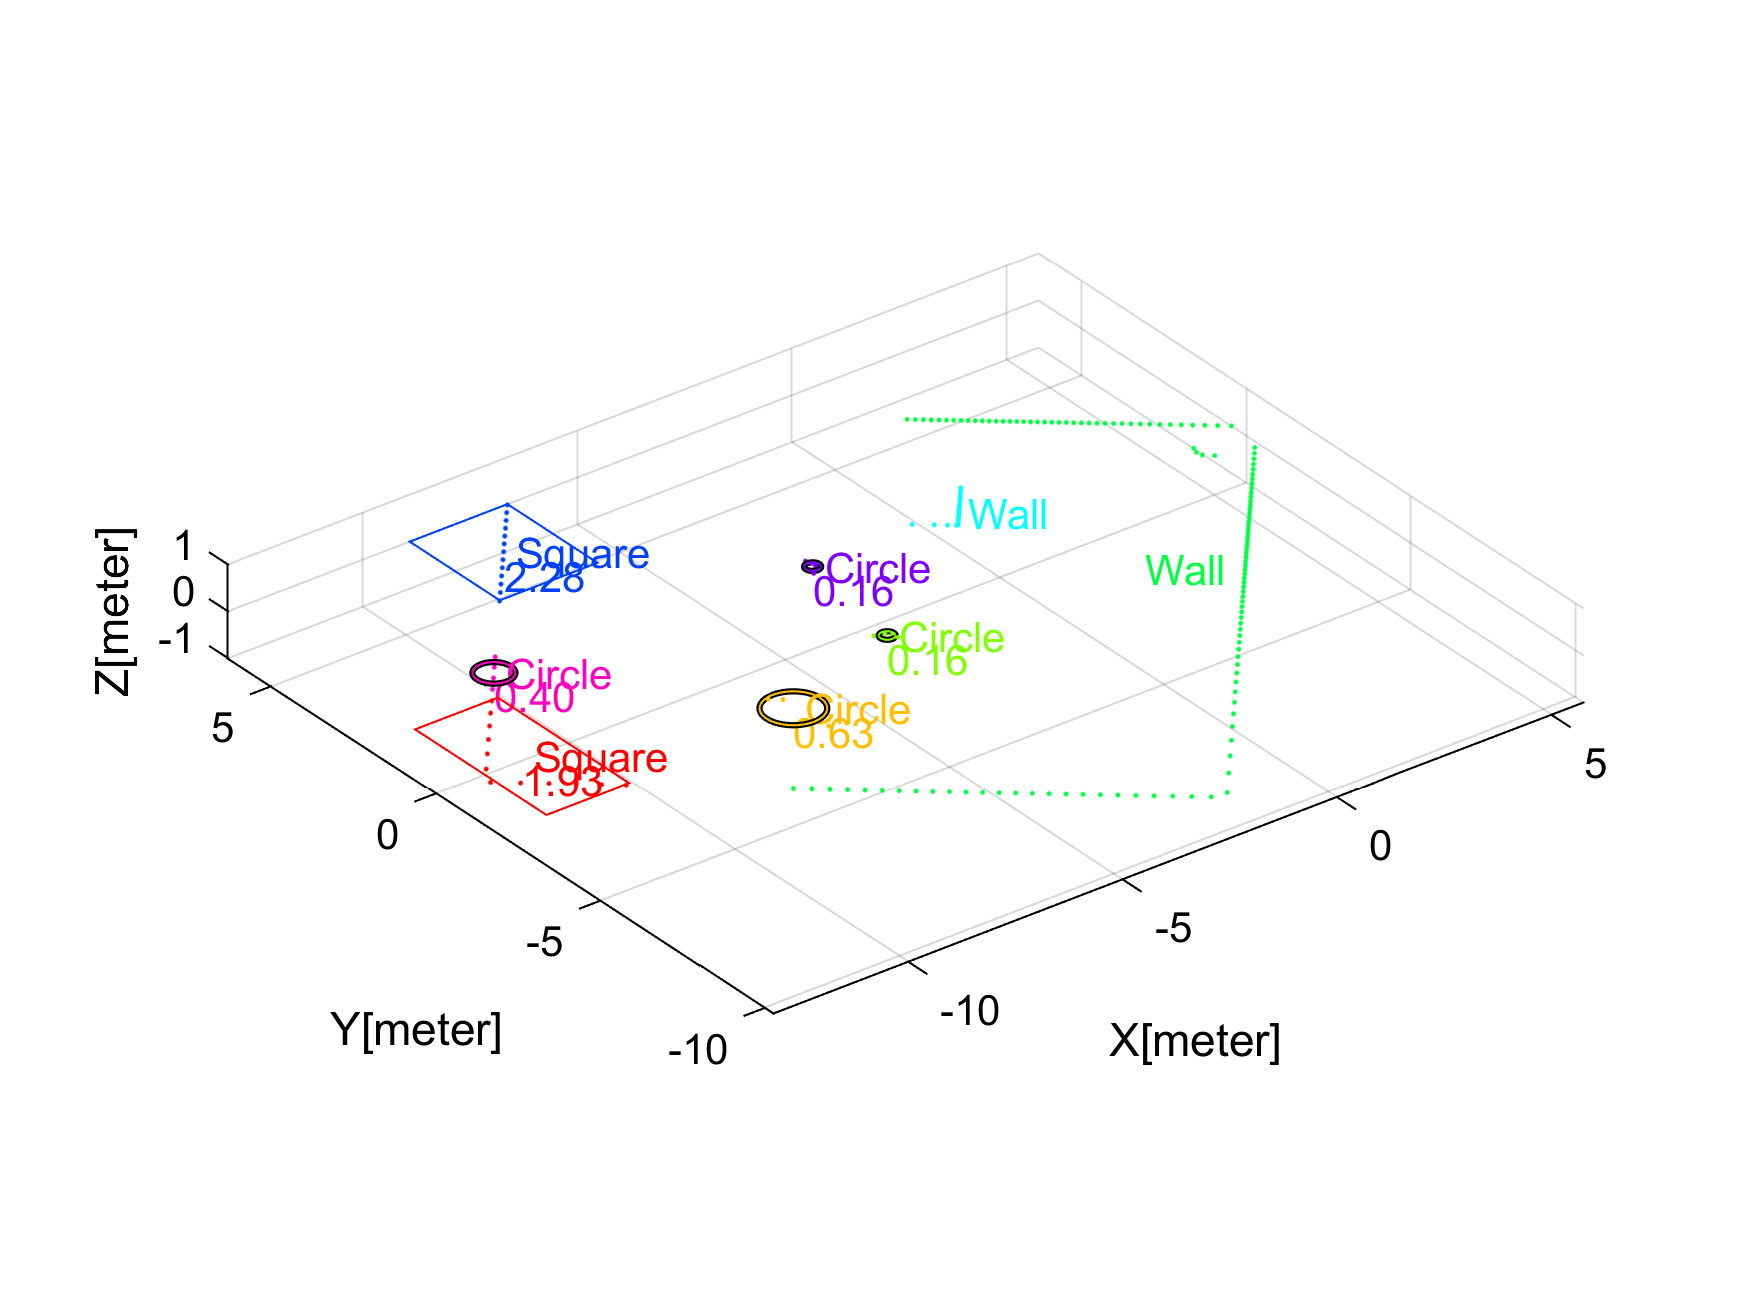 Wall
Square
2.28
Circle
0.16
Wall
Circle
0.16
Circle
0.40
Circle
0.63
Square
1.93
1
0
-1
Z[meter]
5
0
-5
-10
Y[meter]
5
0
-5
-10
X[meter]